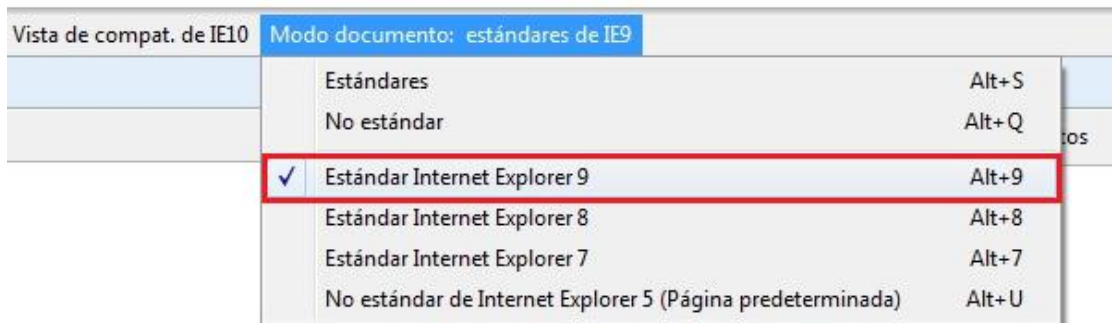 Vista de compat. de IE10 Modo documento: estándares de IE9
Estándares Alt+S
No estándar Alt+Q
Estándar Internet Explorer 9 Alt+9
Estándar Internet Explorer 8 Alt+8
Estándar Internet Explorer 7 Alt+7
No estándar de Internet Explorer 5 (Página predeterminada) Alt+U